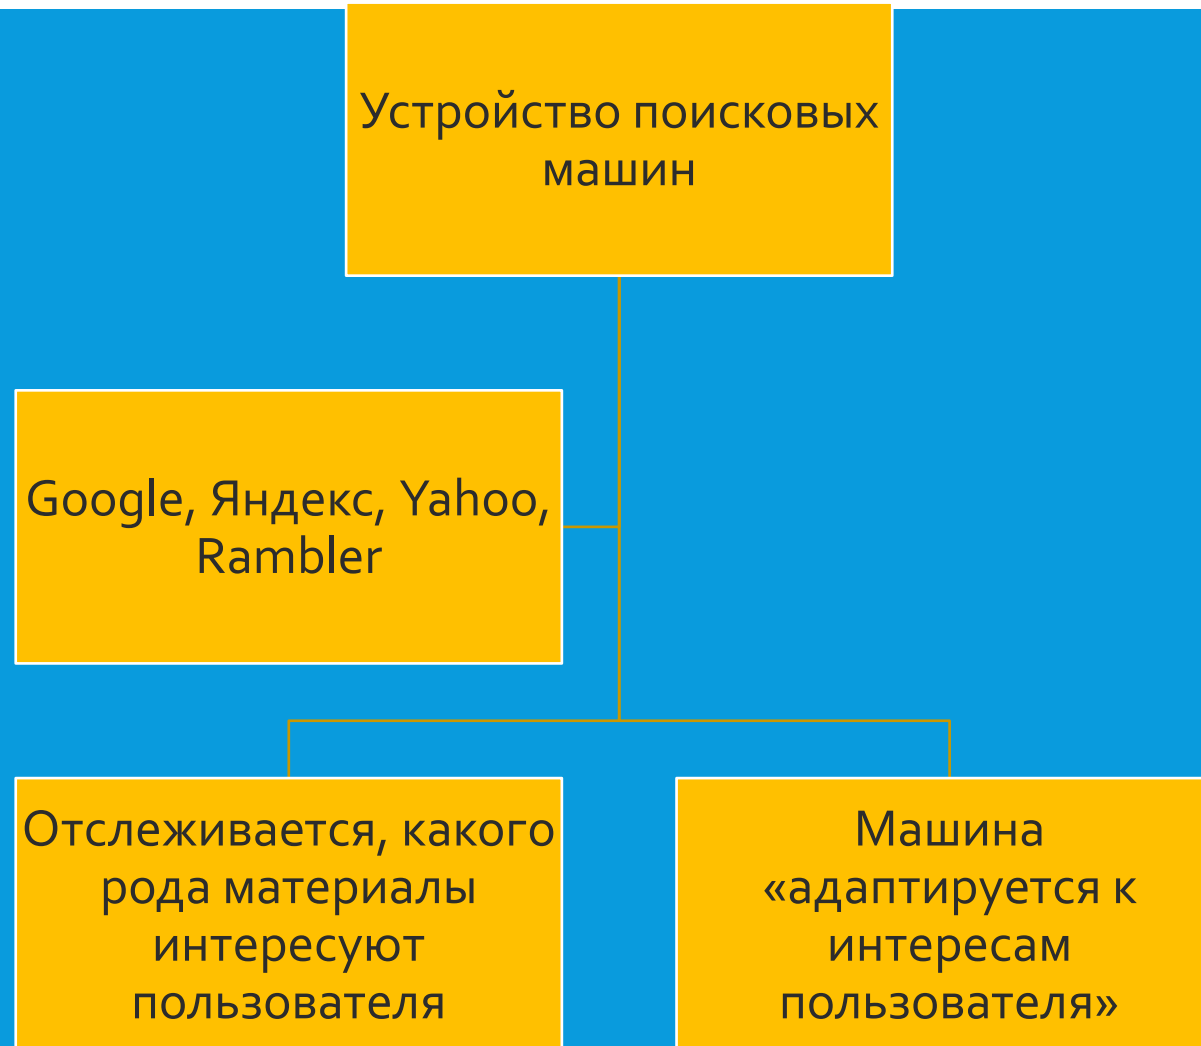 Устройство поисковых
машин
Google, Яндекс, Yahoo,
Rambler
Отслеживается, какого
рода материалы
интересуют
пользователя
Машина
«адаптируется к
интересам
пользователя»